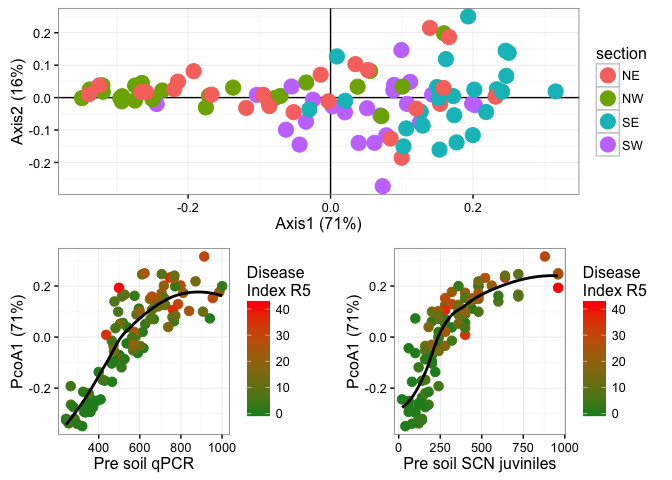 Axis2 (16%)
0.2
0.1
0.0
-0.1
-0.2
-0.2
0.0
0.2
Axis1 (71%)
section
NE
NW
SE
SW
PcoA1 (71%)
0.2
0.0
-0.2
400
600
800
1000
Pre soil qPCR
Disease
Index R5
40
30
20
10
0
PcoA1 (71%)
0.2
0.0
-0.2
0
250
500
750
1000
Pre soil SCN juviniles
Disease
Index R5
40
30
20
10
0